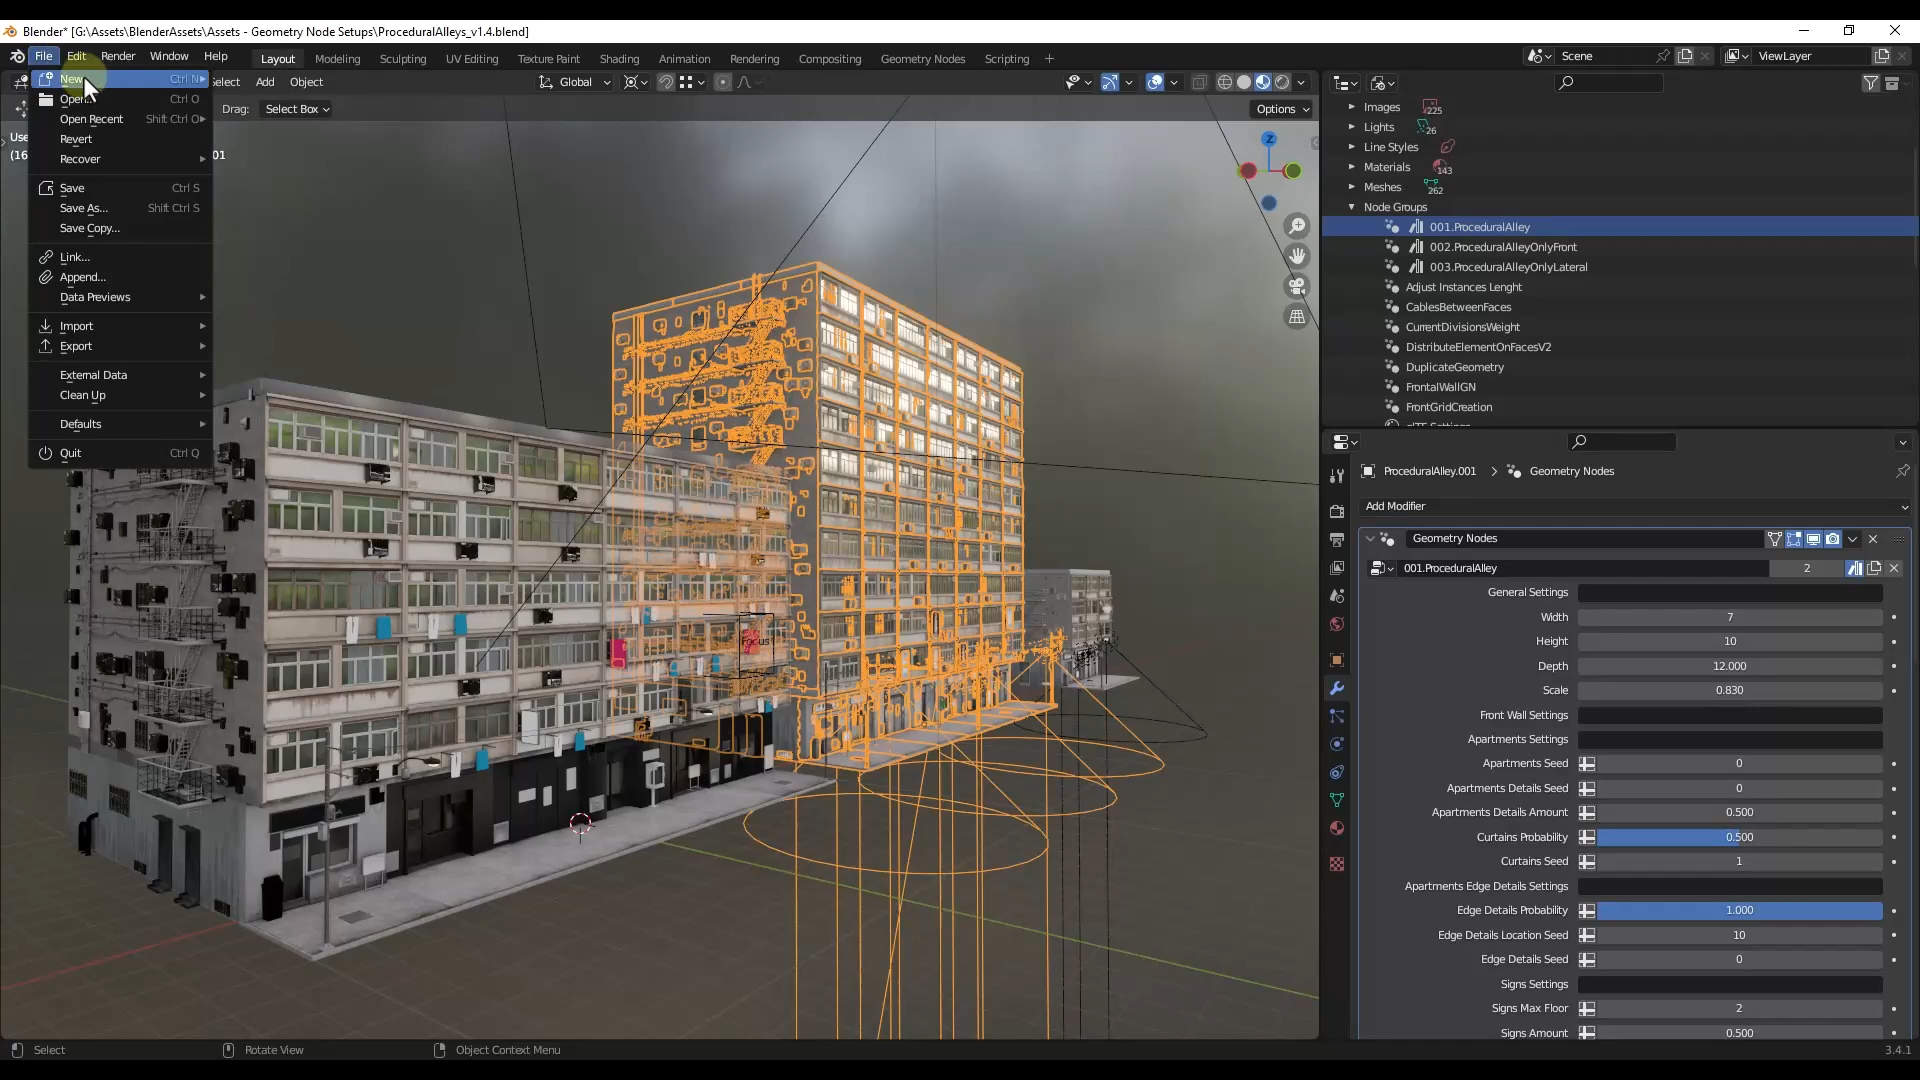 Blender* [G:\Assets\BlenderAssets\Assets - Geometry Node Setups\ProceduralAlleys_v1.4.blend]
File Edit Render Window Help Layout Modeling Sculpting UV Editing Texture Paint Shading Animation Rendering Compositing Geometry Nodes Scripting + Scene ViewLayer
New Ctrl N
Select Add Object Global
Open... Ctrl O
Drag: Select Box Options
Open Recent Shift Ctrl O
Revert
Recover
Save Ctrl S
Save As... Shift Ctrl S
Save Copy...
Link...
Append...
Data Previews
Import
Export
External Data
Clean Up
Defaults
Quit Ctrl Q
Use
(16
01
Z
Focus
Images 225
Lights 26
Line Styles
Materials 143
Meshes 262
Node Groups
001.ProceduralAlley
002.ProceduralAlleyOnlyFront
003.ProceduralAlleyOnlyLateral
Adjust Instances Lenght
CablesBetweenFaces
CurrentDivisionsWeight
DistributeElementOnFacesV2
DuplicateGeometry
FrontalWallGN
FrontGridCreation
glTF Settings
ProceduralAlley.001 > Geometry Nodes
Add Modifier
Geometry Nodes
001.ProceduralAlley 2
General Settings
Width 7
Height 10
Depth 12.000
Scale 0.830
Front Wall Settings
Apartments Settings
Apartments Seed 0
Apartments Details Seed 0
Apartments Details Amount 0.500
Curtains Probability 0.500
Curtains Seed 1
Apartments Edge Details Settings
Edge Details Probability 1.000
Edge Details Location Seed 10
Edge Details Seed 0
Signs Settings
Signs Max Floor 2
Signs Amount 0.500
Select Rotate View Object Context Menu 3.4.1